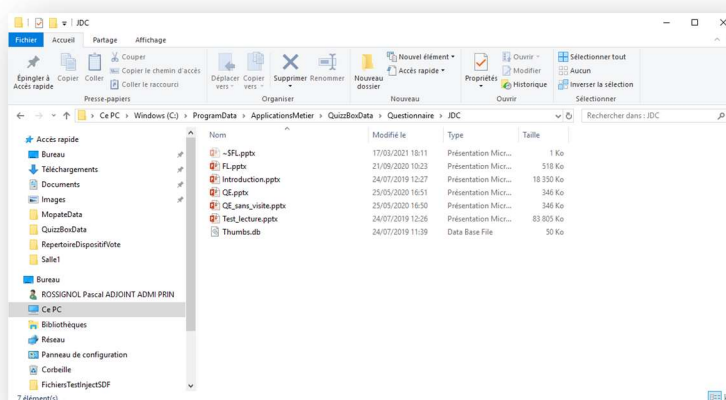 JDC
Fichier Accueil Partage Affichage
Épingler à Accès rapide
Copier
Coller
Couper
Copier le chemin d'accès
Coller le raccourci
Presse-papiers
Déplacer vers
Copier vers
Supprimer
Renommer
Organiser
Nouveau dossier
Nouvel élément
Accès rapide
Nouveau
Propriétés
Ouvrir
Modifier
Historique
Ouvrir
Sélectionner tout
Aucun
Inverser la sélection
Sélectionner
Ce PC > Windows (C:) > ProgramData > ApplicationsMetier > QuizzBoxData > Questionnaire > JDC
Rechercher dans : JDC
Accès rapide
Bureau
Téléchargements
Documents
Images
MopateData
QuizzBoxData
RepertoireDispositifVote
Salle1
Bureau
ROSSIGNOL Pascal ADJOINT ADMI PRIN
Ce PC
Bibliothèques
Réseau
Panneau de configuration
Corbeille
FichiersTestInjectSDF
Nom Modifié le Type Taille
~$FL.pptx 17/03/2021 18:11 Présentation Micr... 1 Ko
FL.pptx 21/09/2020 10:23 Présentation Micr... 518 Ko
Introduction.pptx 24/07/2019 12:27 Présentation Micr... 18 350 Ko
QE.pptx 25/05/2020 16:51 Présentation Micr... 346 Ko
QE_sans_visite.pptx 25/05/2020 16:50 Présentation Micr... 346 Ko
Test_lecture.pptx 24/07/2019 12:26 Présentation Micr... 83 805 Ko
Thumbs.db 24/07/2019 11:39 Data Base File 50 Ko
7 élément(s)